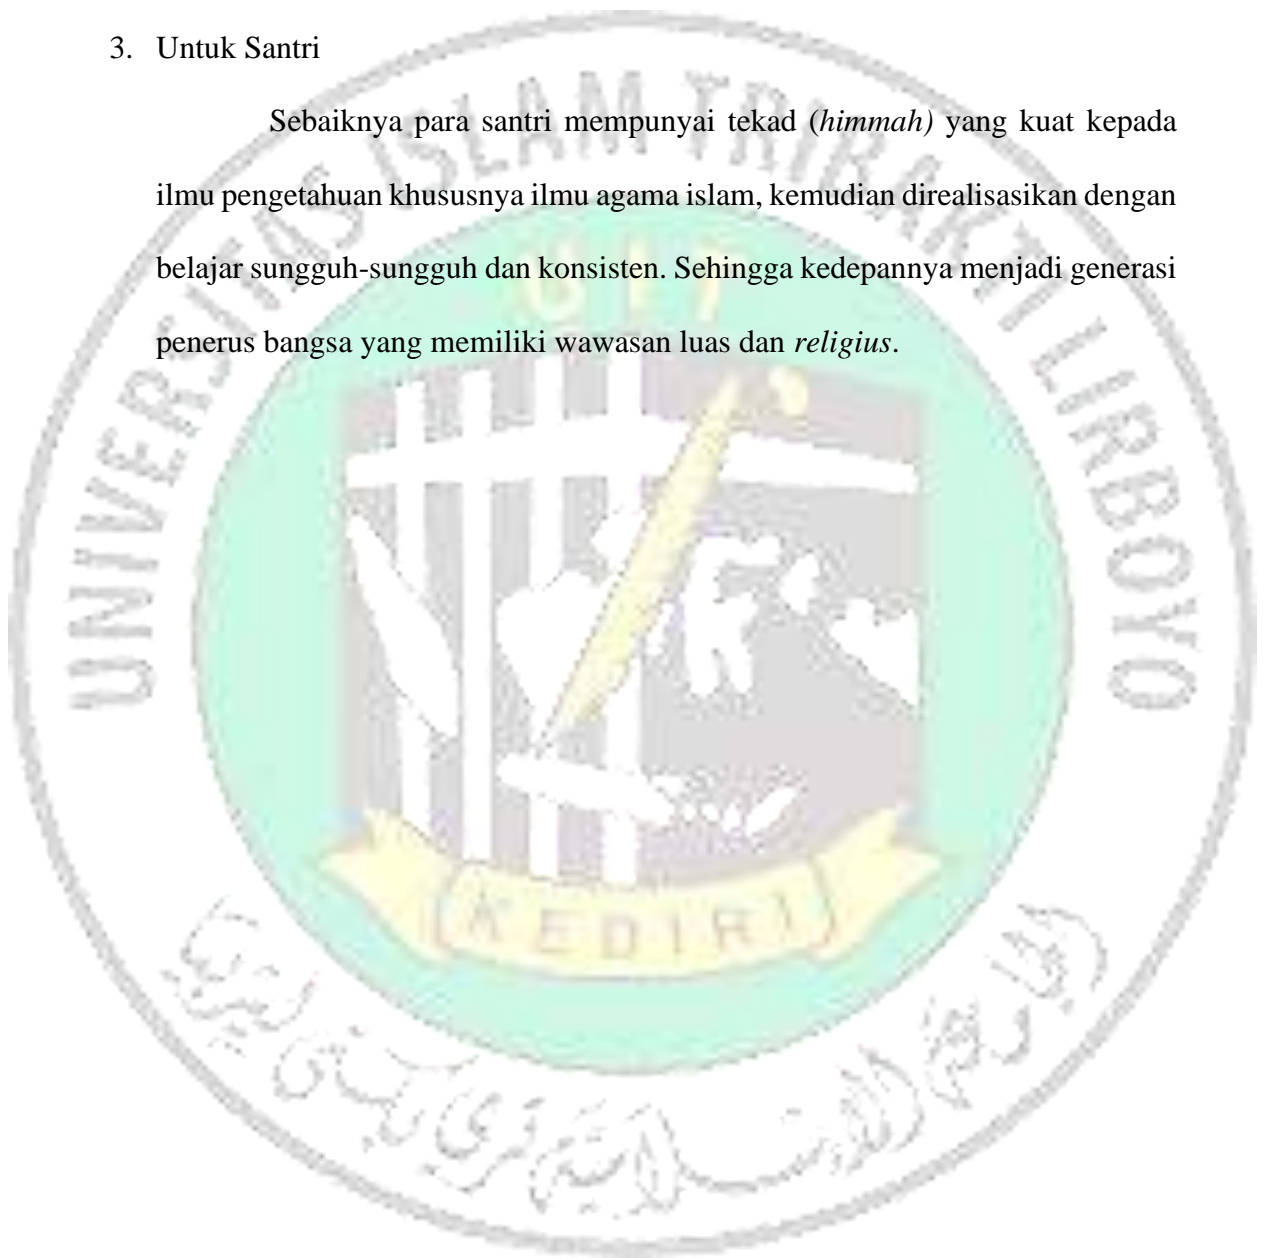 3. Untuk Santri
Sebaiknya para santri mempunyai tekad (himmah) yang kuat kepada
ilmu pengetahuan khususnya ilmu agama islam, kemudian direalisasikan dengan
belajar sungguh-sungguh dan konsisten. Sehingga kedepannya menjadi generasi
penerus bangsa yang memiliki wawasan luas dan religius.
UNIVERSITAS ISLAM TRIBAKTI LIRBOYO
UIT
KEDIRI